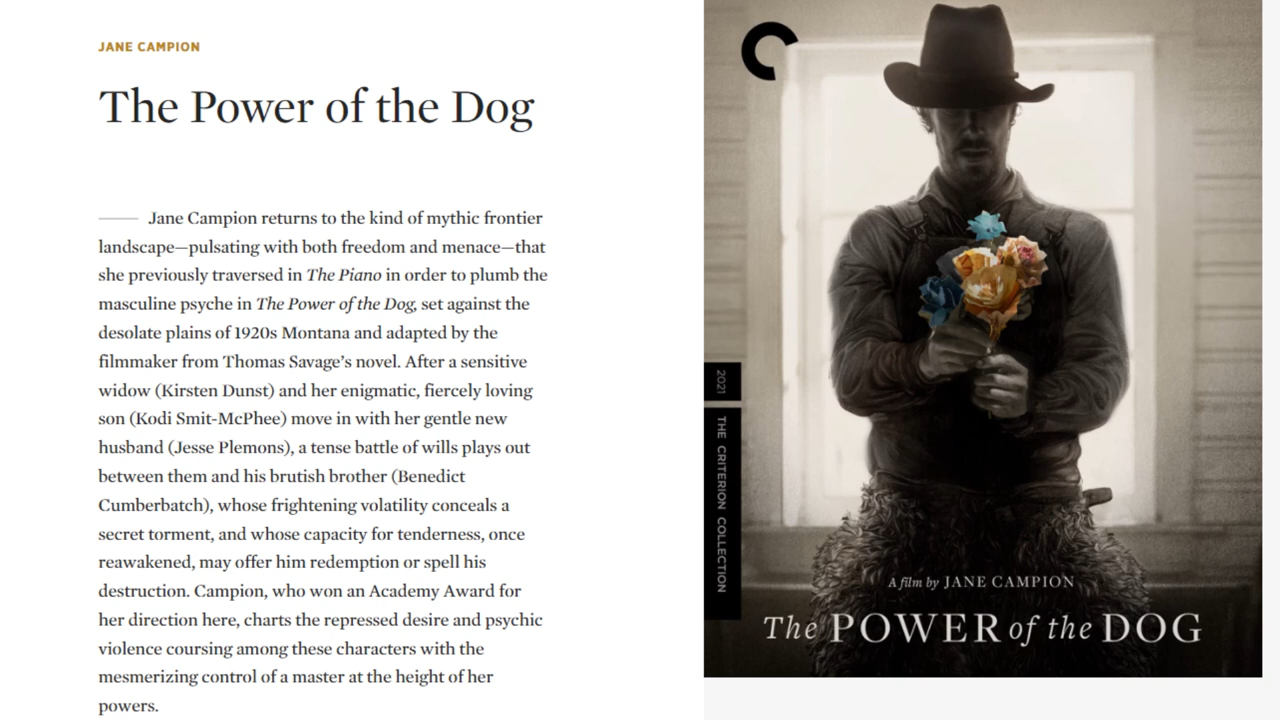 JANE CAMPION
The Power of the Dog
Jane Campion returns to the kind of mythic frontier
landscape—pulsating with both freedom and menace—that
she previously traversed in The Piano in order to plumb the
masculine psyche in The Power of the Dog, set against the
desolate plains of 1920s Montana and adapted by the
filmmaker from Thomas Savage’s novel. After a sensitive
widow (Kirsten Dunst) and her enigmatic, fiercely loving
son (Kodi Smit-McPhee) move in with her gentle new
husband (Jesse Plemons), a tense battle of wills plays out
between them and his brutish brother (Benedict
Cumberbatch), whose frightening volatility conceals a
secret torment, and whose capacity for tenderness, once
reawakened, may offer him redemption or spell his
destruction. Campion, who won an Academy Award for
her direction here, charts the repressed desire and psychic
violence coursing among these characters with the
mesmerizing control of a master at the height of her
powers.
2021
THE CRITERION COLLECTION
A film by JANE CAMPION
The POWER of the DOG